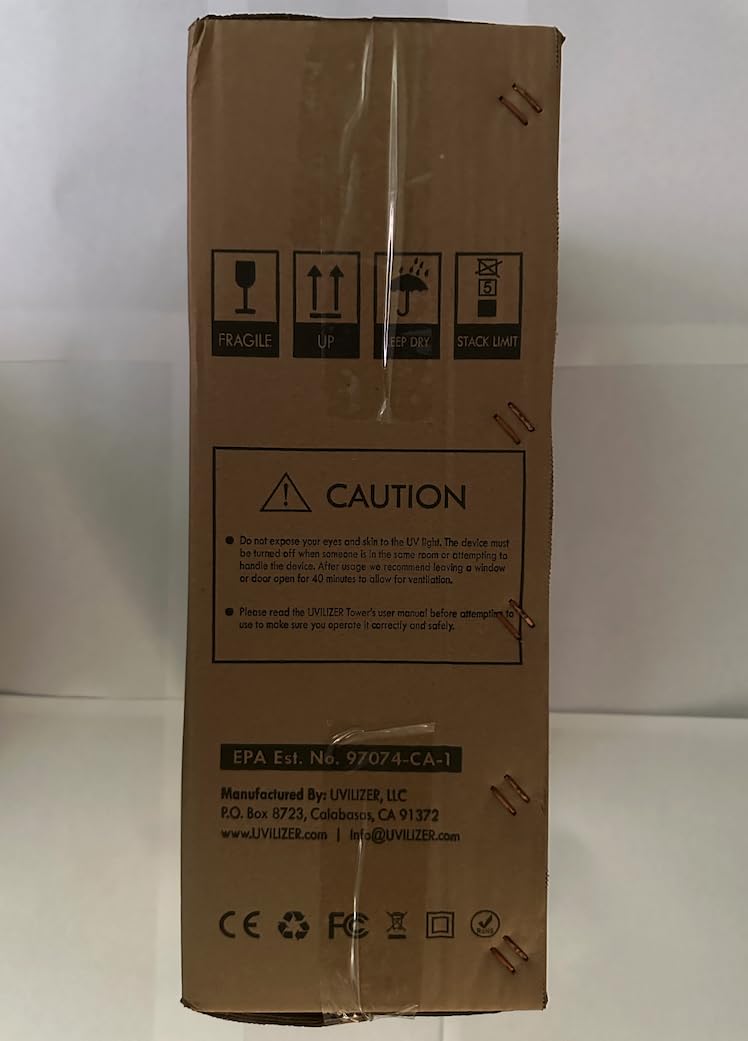 FRAGILE
UP
KEEP DRY
5
STACK LIMIT
CAUTION
Do not expose your eyes and skin to the UV light. The device must
be turned off when someone is in the same room or attempting to
handle the device. After usage we recommend leaving a window
or door open for 40 minutes to allow for ventilation.
Please read the UVILIZER Tower's user manual before attempting to
use to make sure you operate it correctly and safely.
EPA Est. No. 97074-CA-1
Manufactured By: UVILIZER, LLC
P.O. Box 8723, Calabasas, CA 91372
www.UVILIZER.com | Info@UVILIZER.com
CE FC RoHS